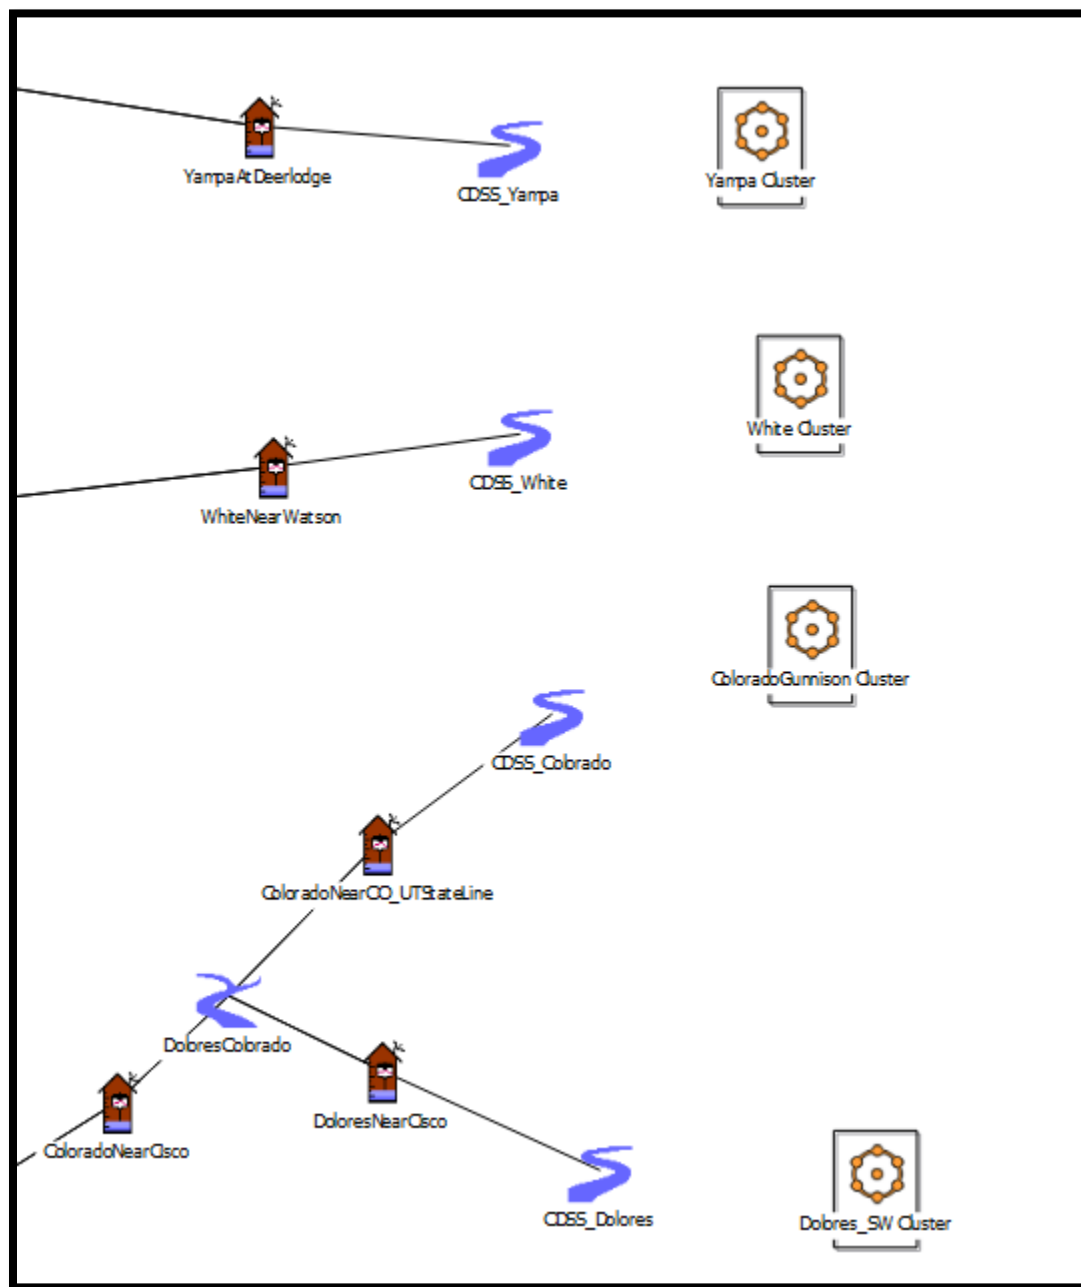 YampaAtDeerlodge
CDSS_Yampa
Yampa Cluster
WhiteNearWatson
CDSS_White
White Cluster
ColoradoGunnison Cluster
CDSS_Colorado
ColoradoNearCO_UTStateLine
DoloresColorado
DoloresNearCisco
ColoradoNearCisco
CDSS_Dolores
Dolores_SW Cluster